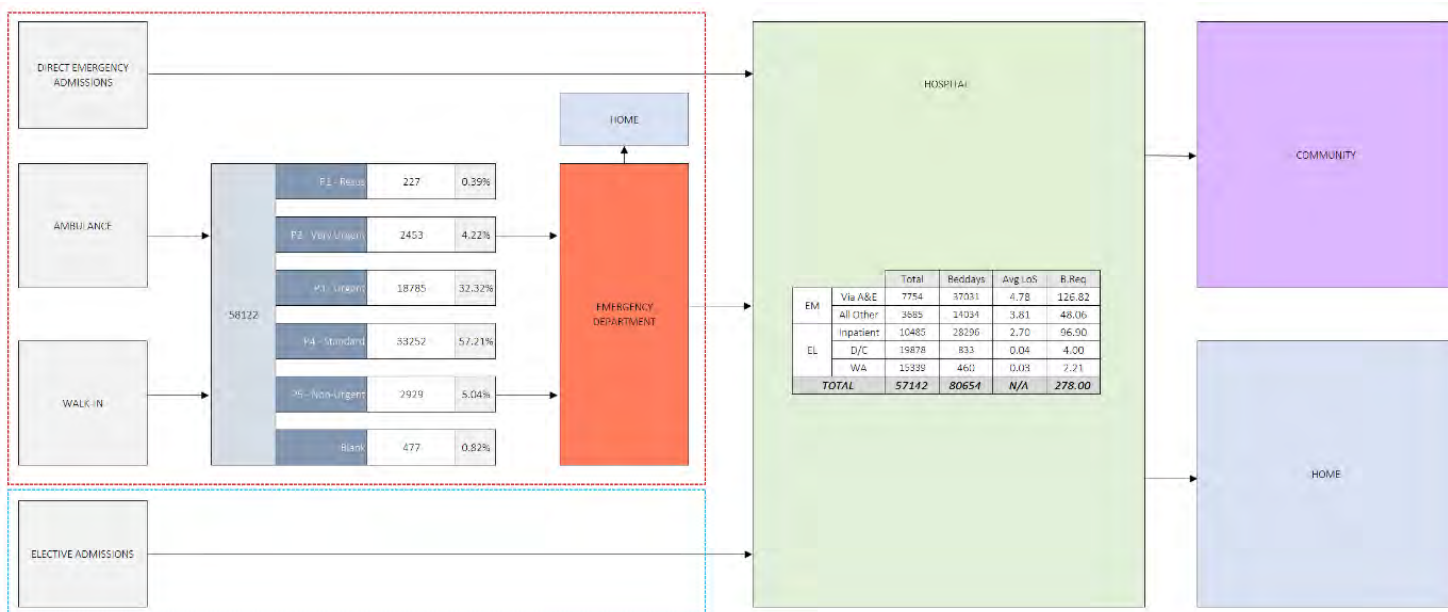 DIRECT EMERGENCY
ADMISSIONS
HOSPITAL
HOME
COMMUNITY
P1 - Resus 227 0.39%
AMBULANCE
P2 - Very Urgent 2453 4.22%
P3 - Urgent 18785 32.32%
58122
EMERGENCY
DEPARTMENT
P4 - Standard 33252 57.21%
WALK-IN
P5 - Non-Urgent 2929 5.04%
Blank 477 0.82%
Total Beddays Avg LoS B.Req
EM Via A&E 7754 37031 4.78 126.82
All Other 3685 14034 3.81 48.06
EL Inpatient 10485 28296 2.70 96.90
D/C 19878 833 0.04 4.00
WA 15339 460 0.03 2.21
TOTAL 57142 80654 N/A 278.00
HOME
ELECTIVE ADMISSIONS